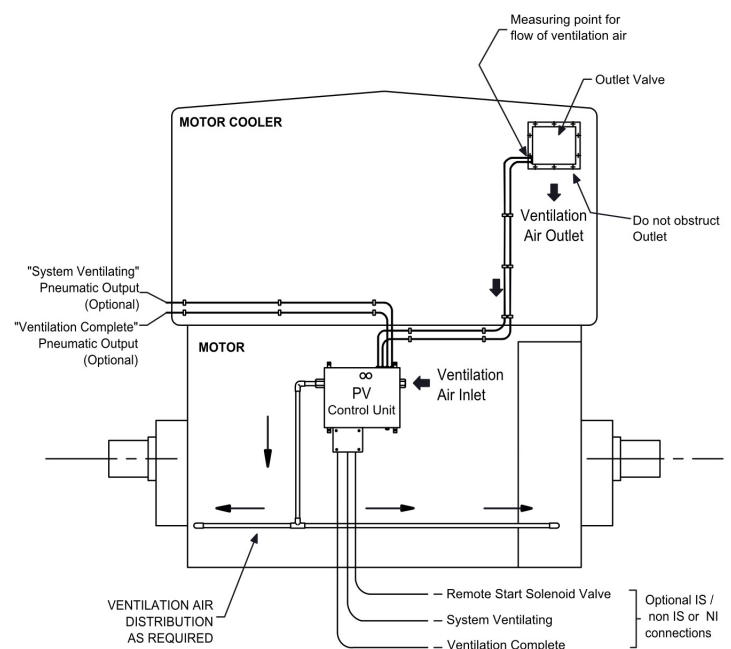 Measuring point for
flow of ventilation air
Outlet Valve
MOTOR COOLER
Ventilation
Air Outlet
Do not obstruct
Outlet
"System Ventilating"
Pneumatic Output
(Optional)
"Ventilation Complete"
Pneumatic Output
(Optional)
MOTOR
∞
PV
Control Unit
Ventilation
Air Inlet
VENTILATION AIR
DISTRIBUTION
AS REQUIRED
Remote Start Solenoid Valve
System Ventilating
Ventilation Complete
Optional IS /
non IS or NI
connections